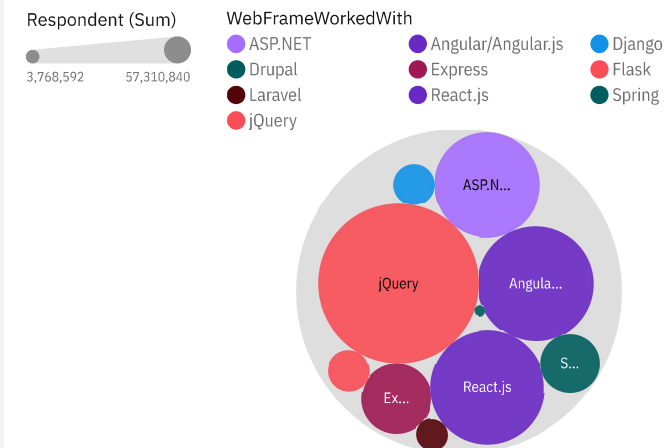 Respondent (Sum)
3,768,592 57,310,840
WebFrameWorkedWith
ASP.NET Angular/Angular.js Django
Drupal Express Flask
Laravel React.js Spring
jQuery
ASP.N...
jQuery Angula...
S...
React.js
Ex...